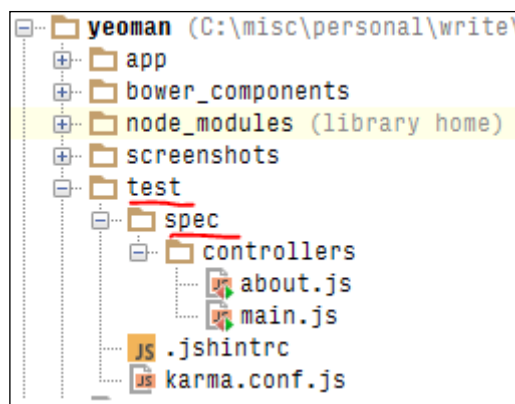 yeoman (C:\misc\personal\write\
app
bower_components
node_modules (library home)
screenshots
test
spec
controllers
about.js
main.js
.jshintrc
karma.conf.js